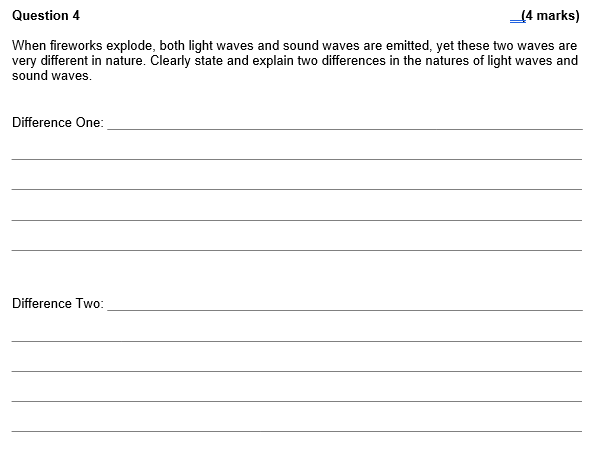 Question 4 __(4 marks)
When fireworks explode, both light waves and sound waves are emitted, yet these two waves are
very different in nature. Clearly state and explain two differences in the natures of light waves and
sound waves.
Difference One:
Difference Two: